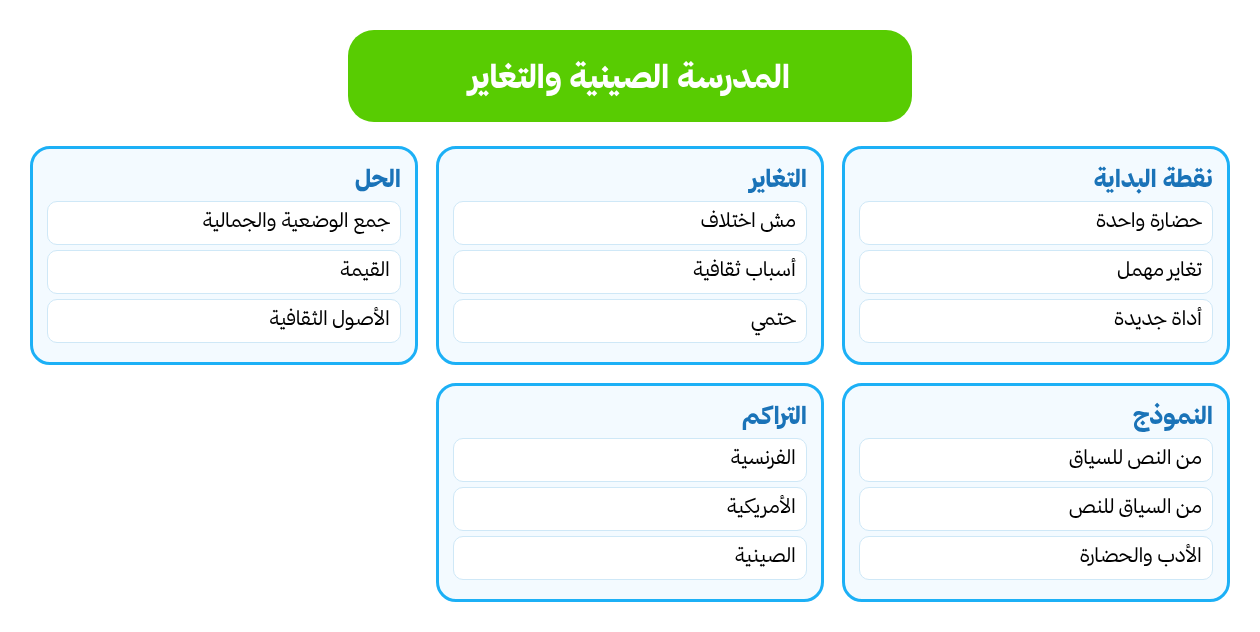 المدرسة الصينية والتغاير
نقطة البداية
حضارة واحدة
تغاير مهمل
أداة جديدة
التغاير
مش اختلاف
أسباب ثقافية
حتمي
الحل
جمع الوضعية والجمالية
القيمة
الأصول الثقافية
النموذج
من النص للسياق
من السياق للنص
الأدب والحضارة
التراكم
الفرنسية
الأمريكية
الصينية